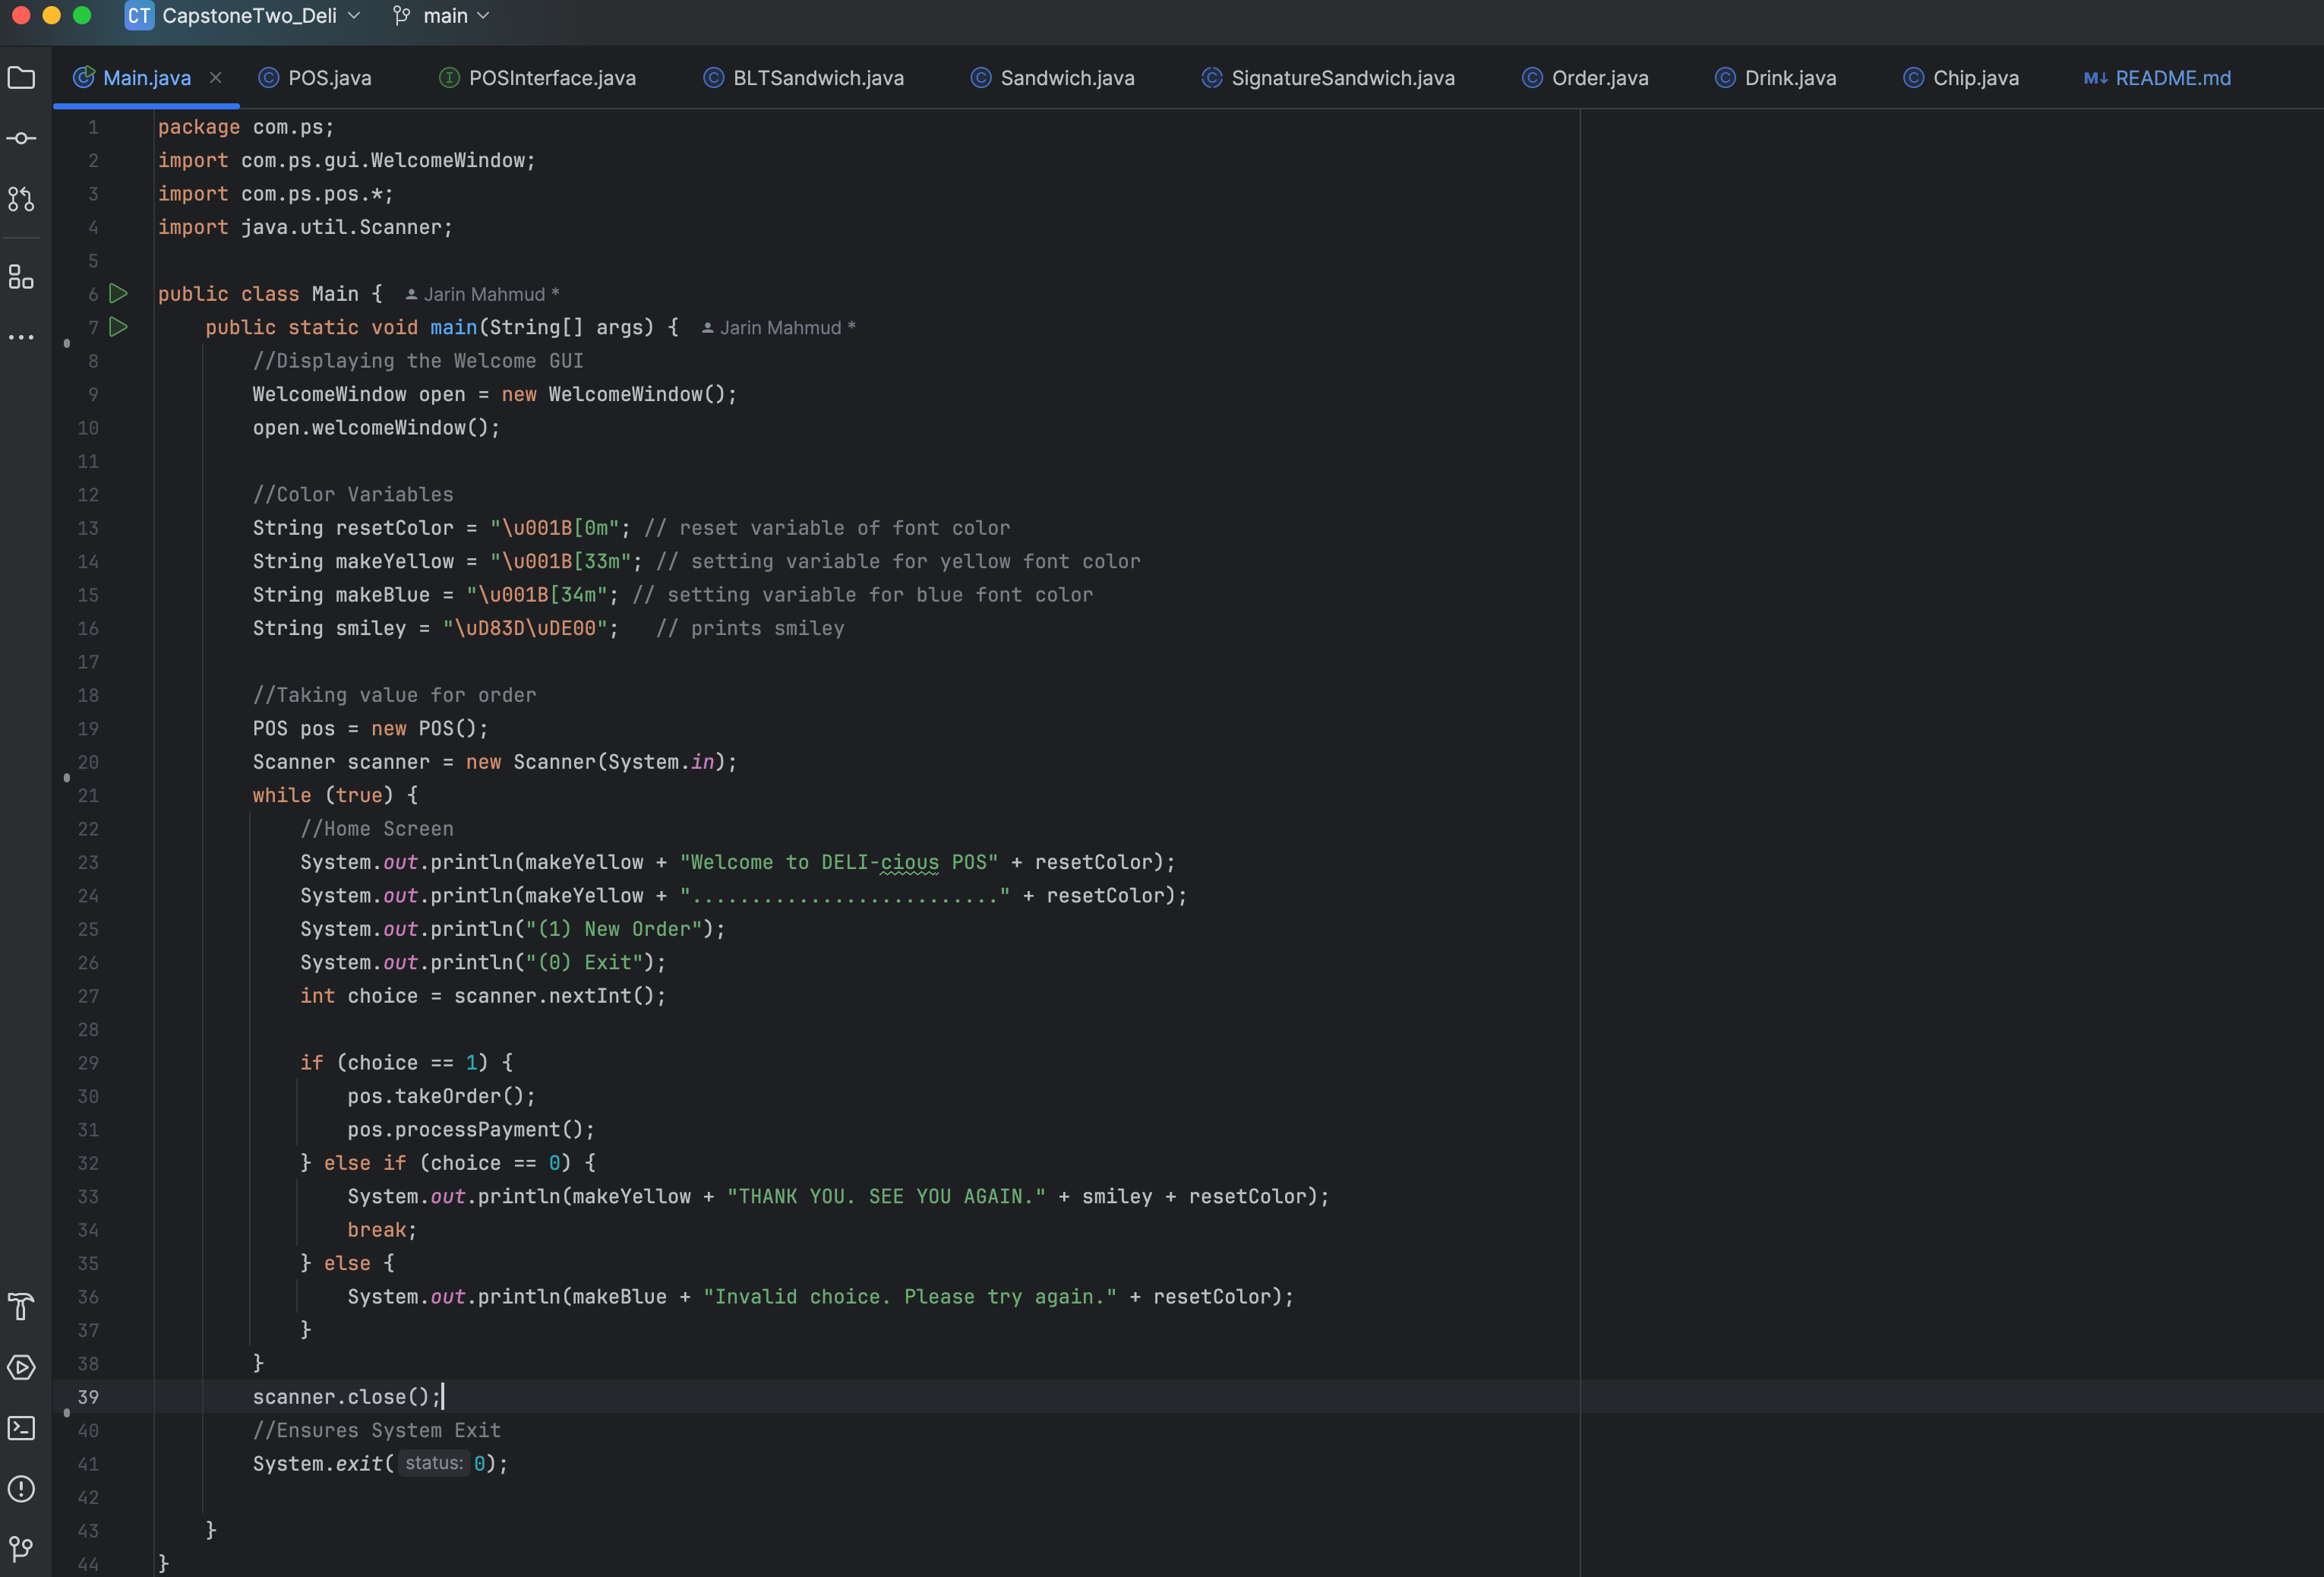 CT CapstoneTwo_Deli main
Main.java POS.java POSInterface.java BLTSandwich.java Sandwich.java SignatureSandwich.java Order.java Drink.java Chip.java M↓ README.md
1 package com.ps;
2 import com.ps.gui.WelcomeWindow;
3 import com.ps.pos.*;
4 import java.util.Scanner;
5
6 public class Main { Jarin Mahmud *
7 public static void main(String[] args) { Jarin Mahmud *
8 //Displaying the Welcome GUI
9 WelcomeWindow open = new WelcomeWindow();
10 open.welcomeWindow();
11
12 //Color Variables
13 String resetColor = "\u001B[0m"; // reset variable of font color
14 String makeYellow = "\u001B[33m"; // setting variable for yellow font color
15 String makeBlue = "\u001B[34m"; // setting variable for blue font color
16 String smiley = "\uD83D\uDE00"; // prints smiley
17
18 //Taking value for order
19 POS pos = new POS();
20 Scanner scanner = new Scanner(System.in);
21 while (true) {
22 //Home Screen
23 System.out.println(makeYellow + "Welcome to DELI-cious POS" + resetColor);
24 System.out.println(makeYellow + ".........................." + resetColor);
25 System.out.println("(1) New Order");
26 System.out.println("(0) Exit");
27 int choice = scanner.nextInt();
28
29 if (choice == 1) {
30 pos.takeOrder();
31 pos.processPayment();
32 } else if (choice == 0) {
33 System.out.println(makeYellow + "THANK YOU. SEE YOU AGAIN." + smiley + resetColor);
34 break;
35 } else {
36 System.out.println(makeBlue + "Invalid choice. Please try again." + resetColor);
37 }
38 }
39 scanner.close();
40 //Ensures System Exit
41 System.exit( status: 0);
42
43 }
44 }